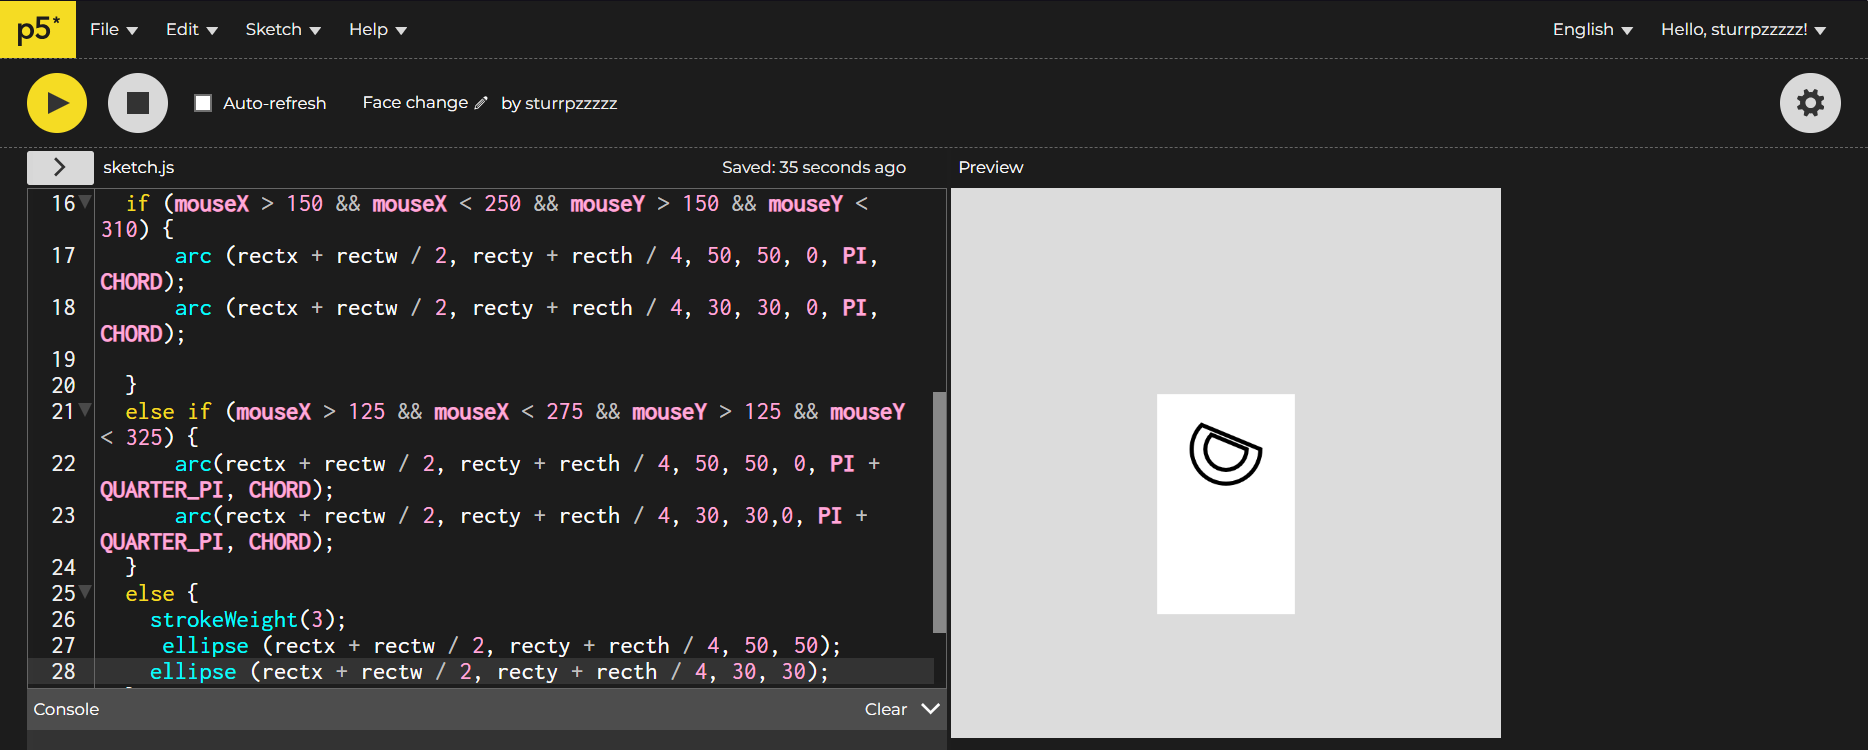 p5* File Edit Sketch Help English Hello, sturrpzzzzz!
Auto-refresh Face change by sturrpzzzzz
> sketch.js Saved: 35 seconds ago Preview
16 if (mouseX > 150 && mouseX < 250 && mouseY > 150 && mouseY <
310) {
17 arc (rectx + rectw / 2, recty + recth / 4, 50, 50, 0, PI,
CHORD);
18 arc (rectx + rectw / 2, recty + recth / 4, 30, 30, 0, PI,
CHORD);
19
20 }
21 else if (mouseX > 125 && mouseX < 275 && mouseY > 125 && mouseY
< 325) {
22 arc(rectx + rectw / 2, recty + recth / 4, 50, 50, 0, PI +
QUARTER_PI, CHORD);
23 arc(rectx + rectw / 2, recty + recth / 4, 30, 30,0, PI +
QUARTER_PI, CHORD);
24 }
25 else {
26 strokeWeight(3);
27 ellipse (rectx + rectw / 2, recty + recth / 4, 50, 50);
28 ellipse (rectx + rectw / 2, recty + recth / 4, 30, 30);
Console Clear